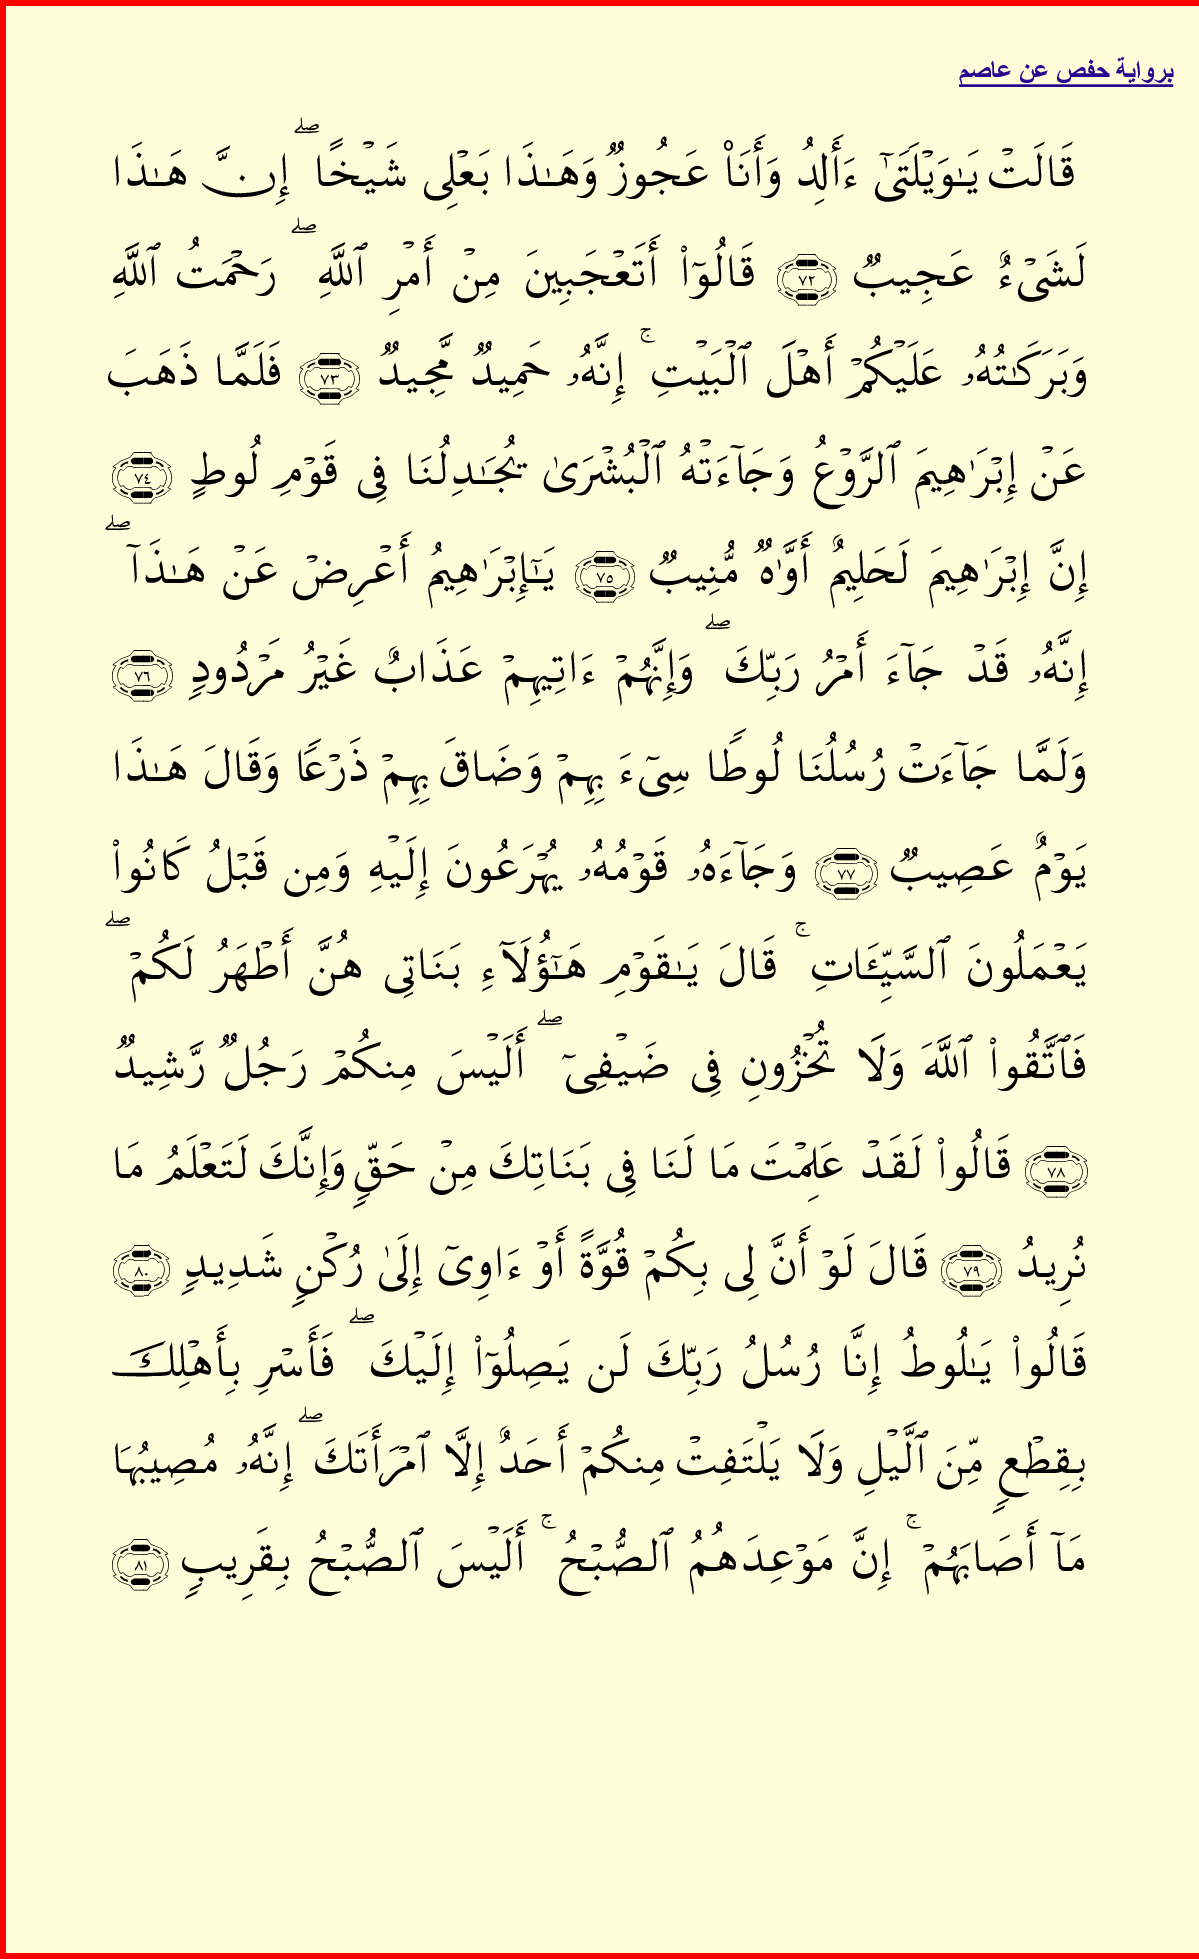 برواية حفص عن عاصم
قَالَتْ يَـٰوَيْلَتَىٰٓ ءَأَلِدُ وَأَنَا۠ عَجُوزٌ وَهَـٰذَا بَعْلِى شَيْخًا ۖ إِنَّ هَـٰذَا
لَشَىْءٌ عَجِيبٌ ٧٢ قَالُوٓا۟ أَتَعْجَبِينَ مِنْ أَمْرِ ٱللَّهِ ۖ رَحْمَتُ ٱللَّهِ
وَبَرَكَـٰتُهُۥ عَلَيْكُمْ أَهْلَ ٱلْبَيْتِ ۚ إِنَّهُۥ حَمِيدٌ مَّجِيدٌ ٧٣ فَلَمَّا ذَهَبَ
عَنْ إِبْرَٰهِيمَ ٱلرَّوْعُ وَجَآءَتْهُ ٱلْبُشْرَىٰ يُجَـٰدِلُنَا فِى قَوْمِ لُوطٍ ٧٤
إِنَّ إِبْرَٰهِيمَ لَحَلِيمٌ أَوَّٰهٌ مُّنِيبٌ ٧٥ يَـٰٓإِبْرَٰهِيمُ أَعْرِضْ عَنْ هَـٰذَآ ۖ
إِنَّهُۥ قَدْ جَآءَ أَمْرُ رَبِّكَ ۖ وَإِنَّهُمْ ءَاتِيهِمْ عَذَابٌ غَيْرُ مَرْدُودٍ ٧٦
وَلَمَّا جَآءَتْ رُسُلُنَا لُوطًا سِىٓءَ بِهِمْ وَضَاقَ بِهِمْ ذَرْعًا وَقَالَ هَـٰذَا
يَوْمٌ عَصِيبٌ ٧٧ وَجَآءَهُۥ قَوْمُهُۥ يُهْرَعُونَ إِلَيْهِ وَمِن قَبْلُ كَانُوا۟
يَعْمَلُونَ ٱلسَّيِّـَٔاتِ ۚ قَالَ يَـٰقَوْمِ هَـٰٓؤُلَآءِ بَنَاتِى هُنَّ أَطْهَرُ لَكُمْ ۖ
فَٱتَّقُوا۟ ٱللَّهَ وَلَا تُخْزُونِ فِى ضَيْفِىٓ ۖ أَلَيْسَ مِنكُمْ رَجُلٌ رَّشِيدٌ
٧٨ قَالُوا۟ لَقَدْ عَلِمْتَ مَا لَنَا فِى بَنَاتِكَ مِنْ حَقٍّ وَإِنَّكَ لَتَعْلَمُ مَا
نُرِيدُ ٧٩ قَالَ لَوْ أَنَّ لِى بِكُمْ قُوَّةً أَوْ ءَاوِىٓ إِلَىٰ رُكْنٍ شَدِيدٍ ٨٠
قَالُوا۟ يَـٰلُوطُ إِنَّا رُسُلُ رَبِّكَ لَن يَصِلُوٓا۟ إِلَيْكَ ۖ فَأَسْرِ بِأَهْلِكَ
بِقِطْعٍ مِّنَ ٱلَّيْلِ وَلَا يَلْتَفِتْ مِنكُمْ أَحَدٌ إِلَّا ٱمْرَأَتَكَ ۖ إِنَّهُۥ مُصِيبُهَا
مَآ أَصَابَهُمْ ۚ إِنَّ مَوْعِدَهُمُ ٱلصُّبْحُ ۚ أَلَيْسَ ٱلصُّبْحُ بِقَرِيبٍ ٨١